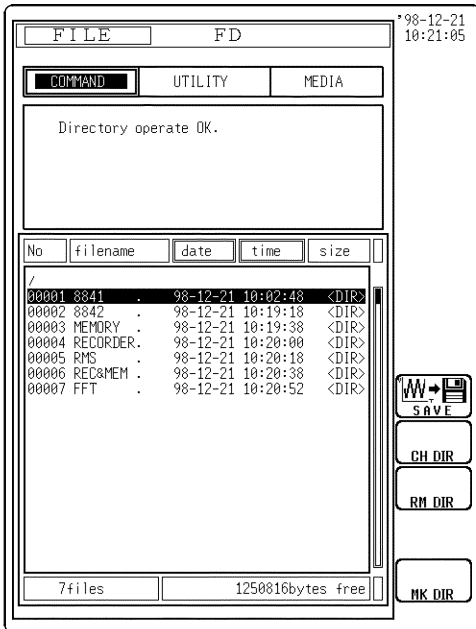 '98-12-21
FILE FD 10:21:05
COMMAND UTILITY MEDIA
Directory operate OK.
No filename date time size
/
00001 8841 . 98-12-21 10:02:48 <DIR>
00002 8842 . 98-12-21 10:19:18 <DIR>
00003 MEMORY . 98-12-21 10:19:38 <DIR>
00004 RECORDER. 98-12-21 10:20:00 <DIR>
00005 RMS . 98-12-21 10:20:18 <DIR>
00006 REC&MEM . 98-12-21 10:20:38 <DIR>
00007 FFT . 98-12-21 10:20:52 <DIR>
SAVE
CH DIR
RM DIR
7files 1250816bytes free
MK DIR